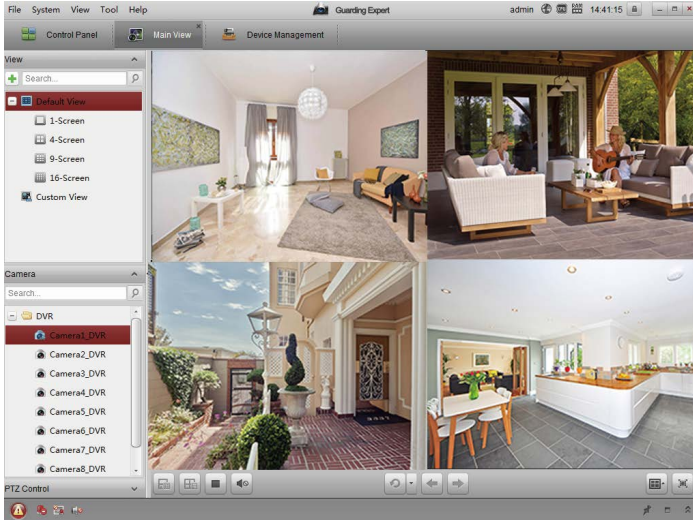 File System View Tool Help Guarding Expert admin 14:41:15
Control Panel Main View Device Management
View
Search...
Default View
1-Screen
4-Screen
9-Screen
16-Screen
Custom View
Camera
Search...
DVR
Camera1_DVR
Camera2_DVR
Camera3_DVR
Camera4_DVR
Camera5_DVR
Camera6_DVR
Camera7_DVR
Camera8_DVR
PTZ Control